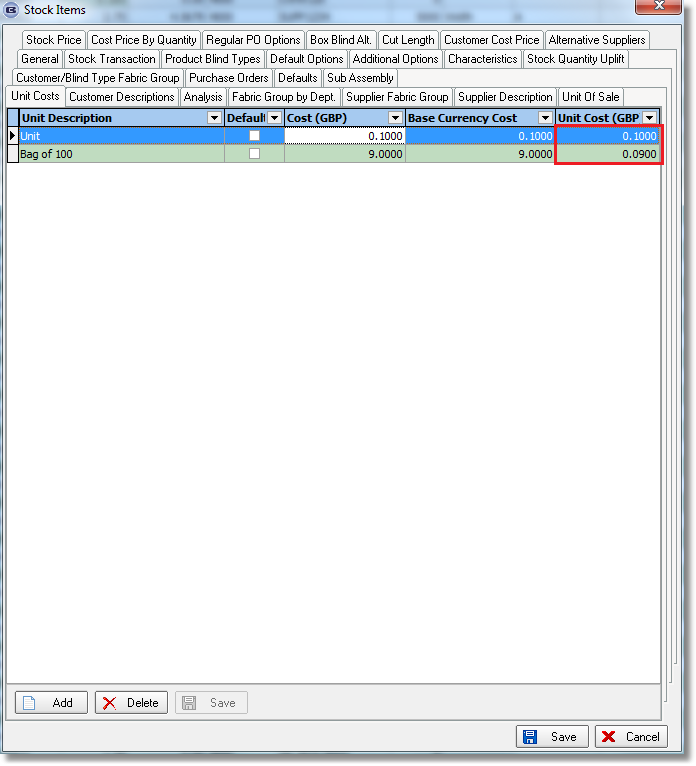 Stock Items
Stock Price Cost Price By Quantity Regular PO Options Box Blind Alt. Cut Length Customer Cost Price Alternative Suppliers
General Stock Transaction Product Blind Types Default Options Additional Options Characteristics Stock Quantity Uplift
Customer/Blind Type Fabric Group Purchase Orders Defaults Sub Assembly
Unit Costs Customer Descriptions Analysis Fabric Group by Dept. Supplier Fabric Group Supplier Description Unit Of Sale
Unit Description Default Cost (GBP) Base Currency Cost Unit Cost (GBP
Unit 0.1000 0.1000 0.1000
Bag of 100 9.0000 9.0000 0.0900
Add Delete Save
Save Cancel